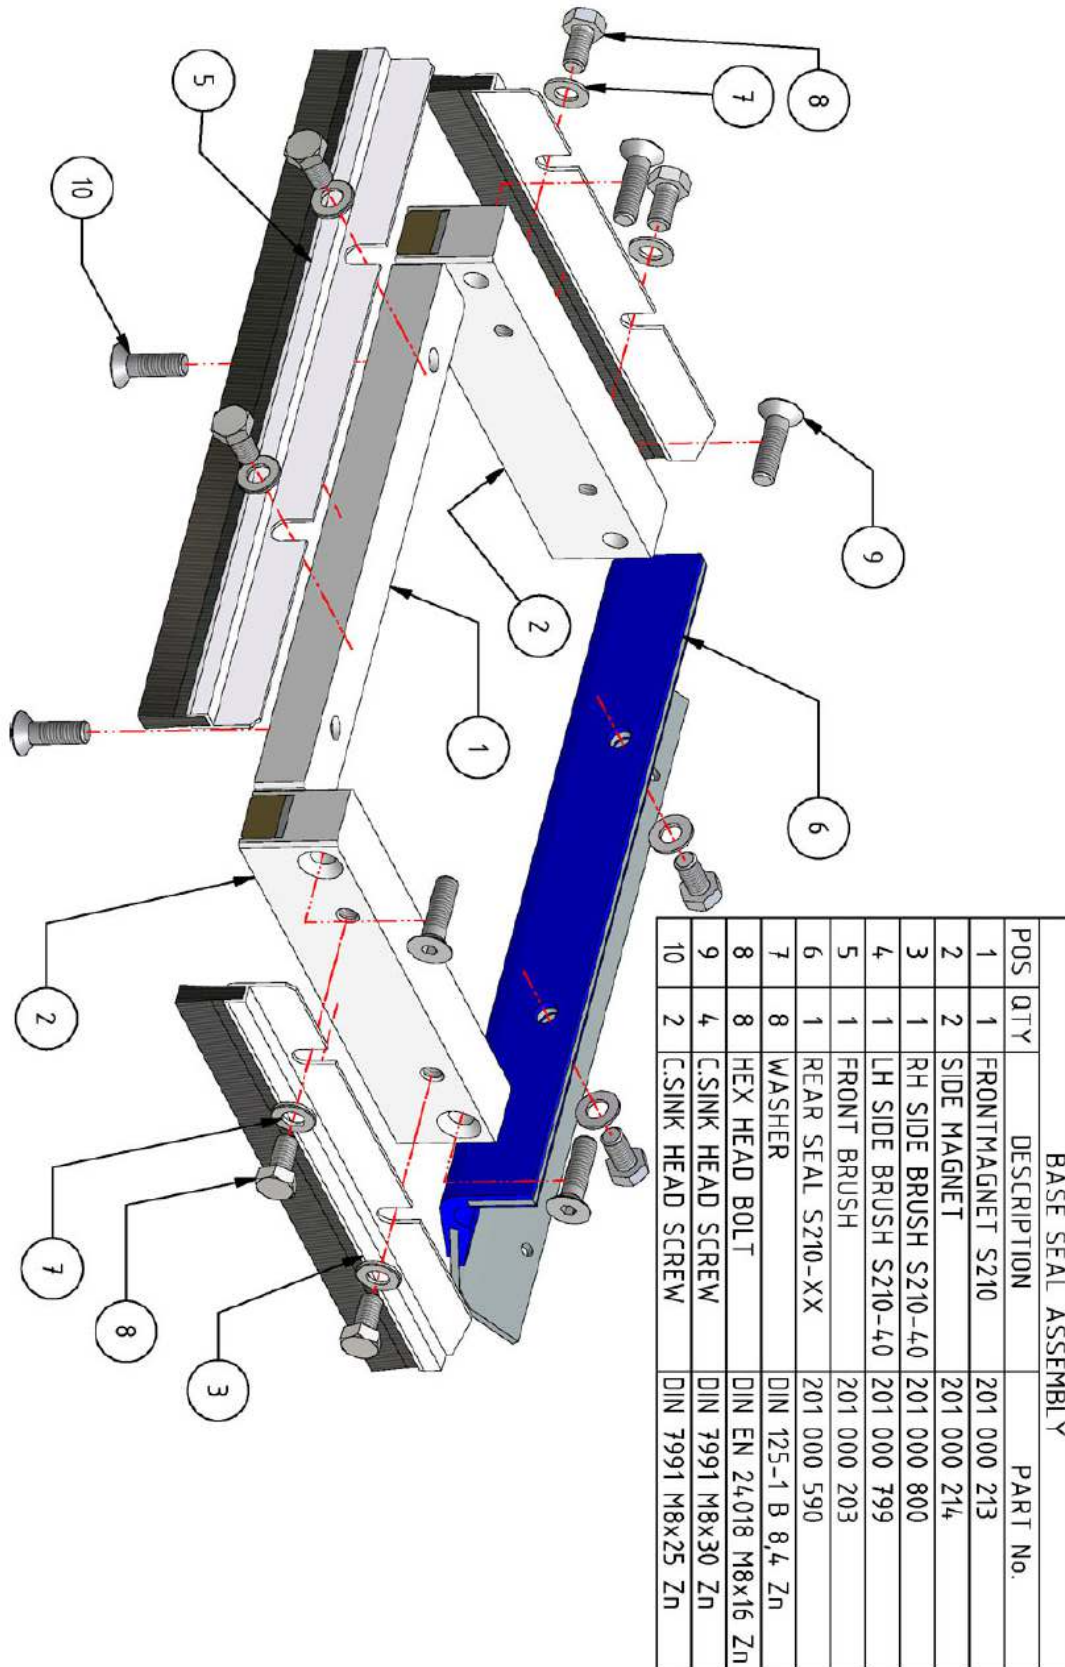 BASE SEAL ASSEMBLY
POS QTY DESCRIPTION PART No.
1 1 FRONTMAGNET S210 201 000 213
2 2 SIDE MAGNET 201 000 214
3 1 RH SIDE BRUSH S210-40 201 000 800
4 1 LH SIDE BRUSH S210-40 201 000 799
5 1 FRONT BRUSH 201 000 203
6 1 REAR SEAL S210-XX 201 000 590
7 8 WASHER DIN 125-1 B 8,4 Zn
8 8 HEX HEAD BOLT DIN EN 24018 M8x16 Zn
9 4 C.SINK HEAD SCREW DIN 7991 M8x30 Zn
10 2 C.SINK HEAD SCREW DIN 7991 M8x25 Zn
8
7
5
10
9
2
1
6
2
7
8
3